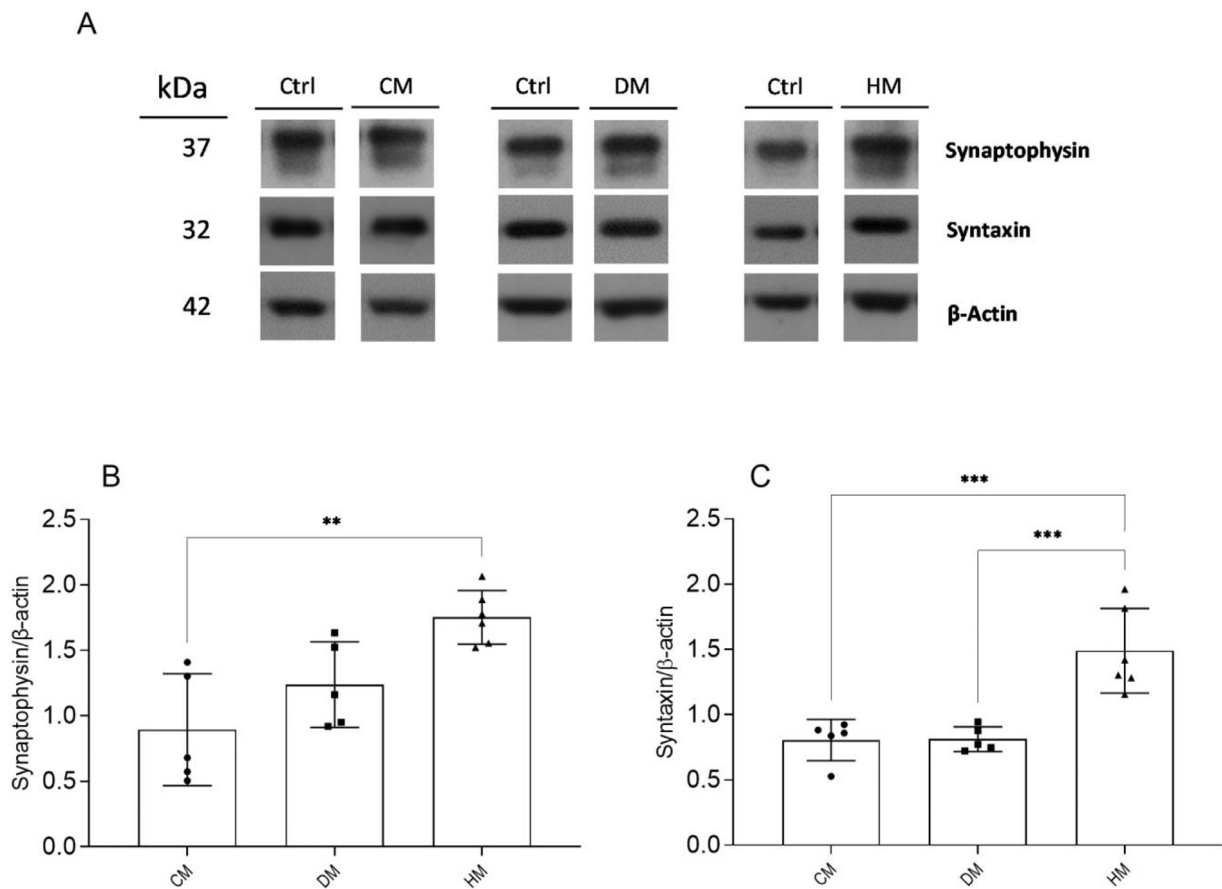 A
kDa Ctrl CM Ctrl DM Ctrl HM
37 Synaptophysin
32 Syntaxin
42 β-Actin
B
**
Synaptophysin/β-actin
2.5
2.0
1.5
1.0
0.5
0.0
CM DM HM
C
***
***
Syntaxin/β-actin
2.5
2.0
1.5
1.0
0.5
0.0
CM DM HM